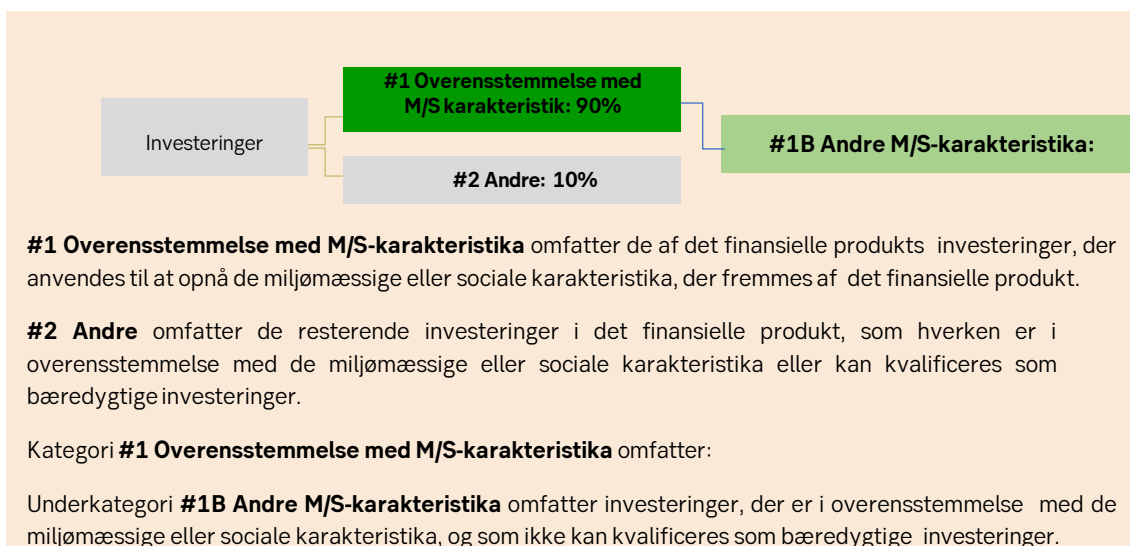 #1 Overensstemmelse med
M/S karakteristik: 90%
Investeringer
#1B Andre M/S-karakteristika:
#2 Andre: 10%
#1 Overensstemmelse med M/S-karakteristika omfatter de af det finansielle produkts investeringer, der
anvendes til at opnå de miljømæssige eller sociale karakteristika, der fremmes af det finansielle produkt.
#2 Andre omfatter de resterende investeringer i det finansielle produkt, som hverken er i
overensstemmelse med de miljømæssige eller sociale karakteristika eller kan kvalificeres som
bæredygtige investeringer.
Kategori #1 Overensstemmelse med M/S-karakteristika omfatter:
Underkategori #1B Andre M/S-karakteristika omfatter investeringer, der er i overensstemmelse med de
miljømæssige eller sociale karakteristika, og som ikke kan kvalificeres som bæredygtige investeringer.